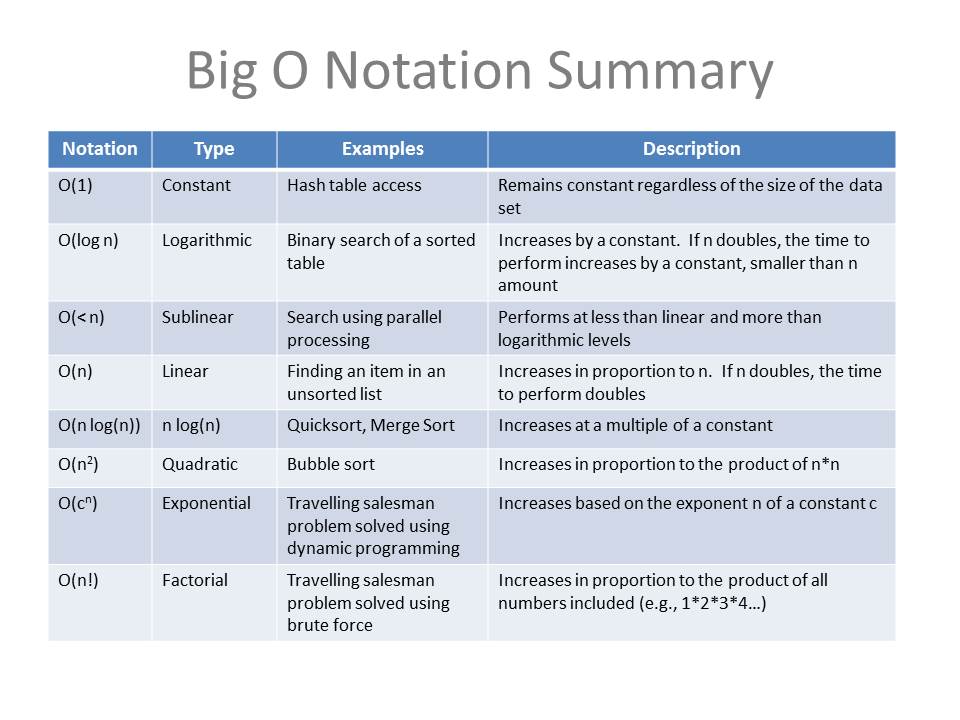 Big O Notation Summary
Notation Type Examples Description
O(1) Constant Hash table access Remains constant regardless of the size of the data
set
O(log n) Logarithmic Binary search of a sorted Increases by a constant.  If n doubles, the time to
table perform increases by a constant, smaller than n
amount
O(< n) Sublinear Search using parallel Performs at less than linear and more than
processing logarithmic levels
O(n) Linear Finding an item in an Increases in proportion to n.  If n doubles, the time
unsorted list to perform doubles
O(n log(n)) n log(n) Quicksort, Merge Sort Increases at a multiple of a constant
O(n²) Quadratic Bubble sort Increases in proportion to the product of n*n
O(cⁿ) Exponential Travelling salesman Increases based on the exponent n of a constant c
problem solved using
dynamic programming
O(n!) Factorial Travelling salesman Increases in proportion to the product of all
problem solved using numbers included (e.g., 1*2*3*4…)
brute force